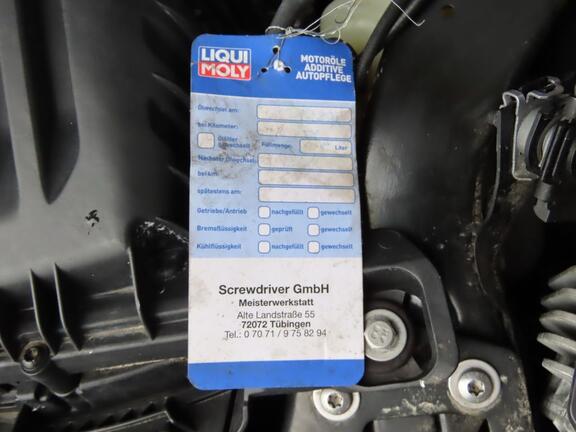 LIQUI
MOLY
MOTORÖLE
ADDITIVE
AUTOPFLEGE
Ölwechsel am:
bei Kilometer:
Ölfilter
gewechselt
Füllmenge:
Liter
Nächster Ölwechsel
bei km:
spätestens am:
Getriebe/Antrieb nachgefüllt gewechselt
Bremsflüssigkeit geprüft gewechselt
Kühlflüssigkeit nachgefüllt gewechselt
Screwdriver GmbH
Meisterwerkstatt
Alte Landstraße 55
72072 Tübingen
Tel.: 0 70 71 / 9 75 82 94